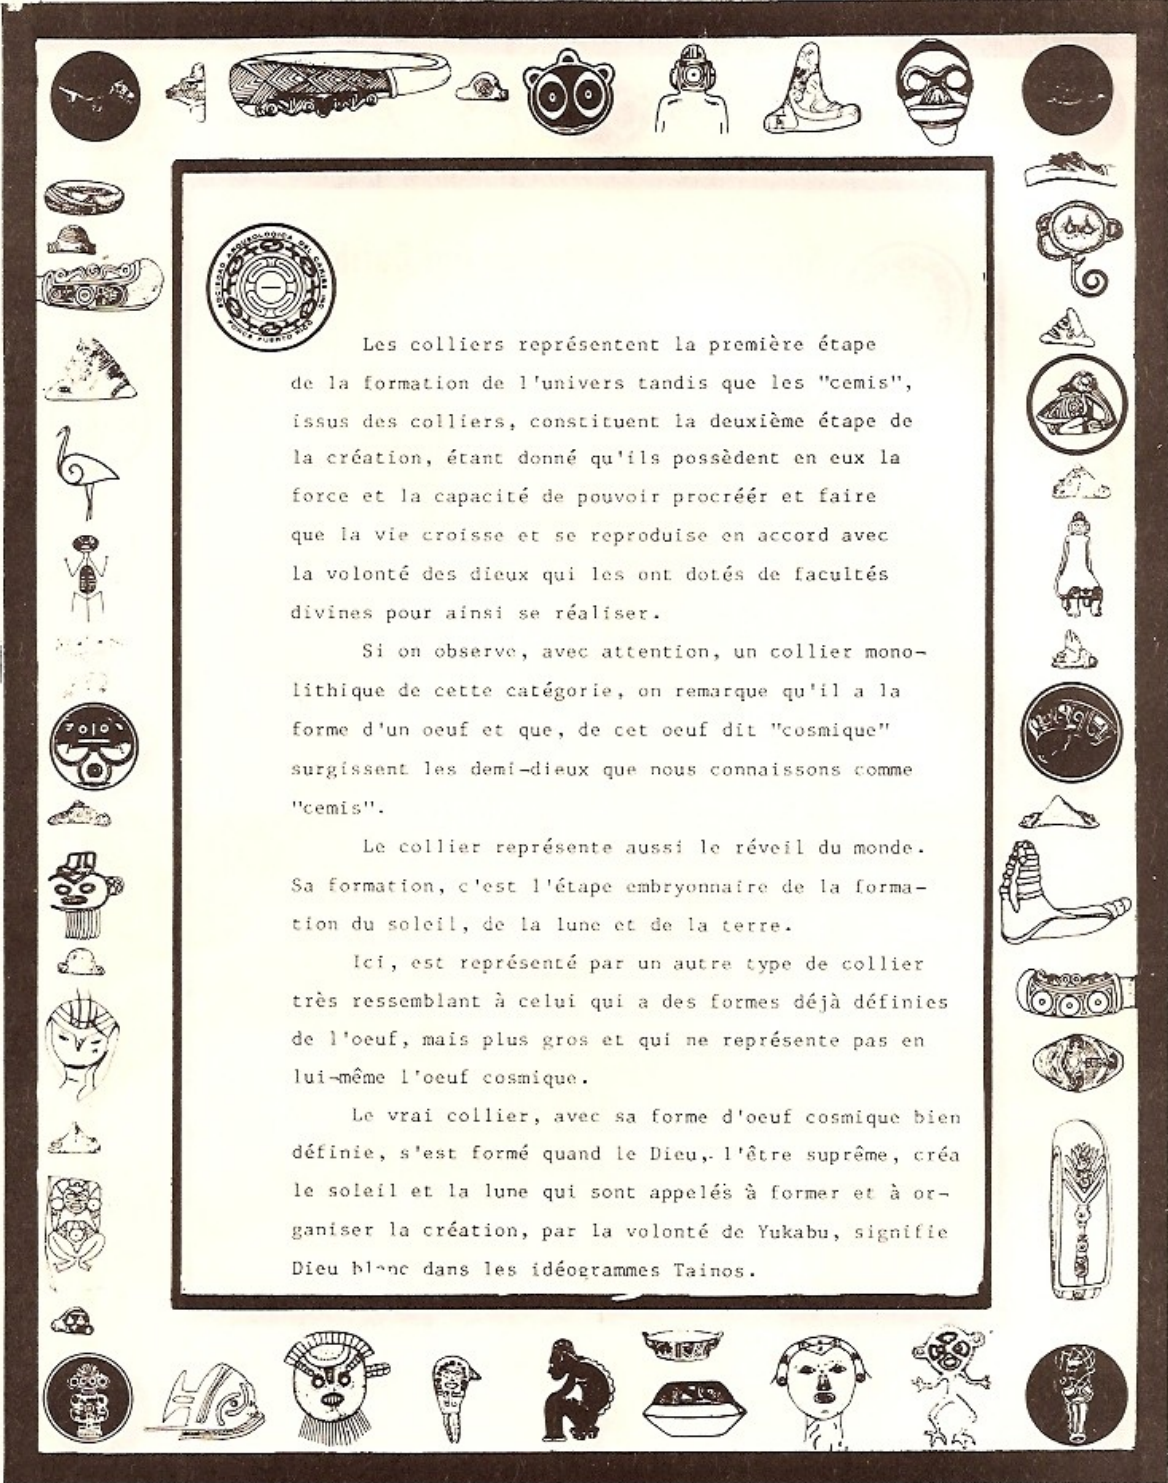 SOCIEDAD ARQUEOLOGICA DEL CARIBE INC
PONCE PUERTO RICO
Les colliers représentent la première étape
de la formation de l'univers tandis que les "cemis",
issus des colliers, constituent la deuxième étape de
la création, étant donné qu'ils possèdent en eux la
force et la capacité de pouvoir procréér et faire
que la vie croisse et se reproduise en accord avec
la volonté des dieux qui les ont dotés de facultés
divines pour ainsi se réaliser.
Si on observe, avec attention, un collier mono-
lithique de cette catégorie, on remarque qu'il a la
forme d'un oeuf et que, de cet oeuf dit "cosmique"
surgissent les demi-dieux que nous connaissons comme
"cemis".
Le collier représente aussi le réveil du monde.
Sa formation, c'est l'étape embryonnaire de la forma-
tion du soleil, de la lune et de la terre.
Ici, est représenté par un autre type de collier
très ressemblant à celui qui a des formes déjà définies
de l'oeuf, mais plus gros et qui ne représente pas en
lui-même l'oeuf cosmique.
Le vrai collier, avec sa forme d'oeuf cosmique bien
définie, s'est formé quand le Dieu, l'être suprême, créa
le soleil et la lune qui sont appelés à former et à or-
ganiser la création, par la volonté de Yukabu, signifie
Dieu blanc dans les idéogrammes Tainos.